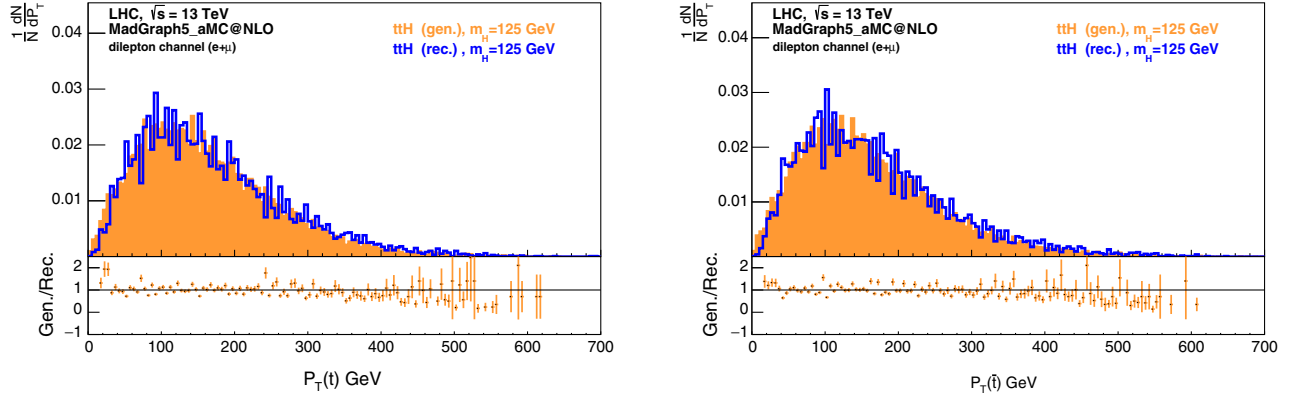 1/N dN/dP_T
LHC, √s = 13 TeV
MadGraph5_aMC@NLO
dilepton channel (e+μ)
ttH (gen.) , m_H=125 GeV
ttH (rec.) , m_H=125 GeV
0.04
0.03
0.02
0.01
Gen./Rec.
2
1
0
−1
0 100 200 300 400 500 600 700
P_T(t) GeV
1/N dN/dP_T
LHC, √s = 13 TeV
MadGraph5_aMC@NLO
dilepton channel (e+μ)
ttH (gen.) , m_H=125 GeV
ttH (rec.) , m_H=125 GeV
0.04
0.03
0.02
0.01
Gen./Rec.
2
1
0
−1
0 100 200 300 400 500 600 700
P_T(t̄) GeV